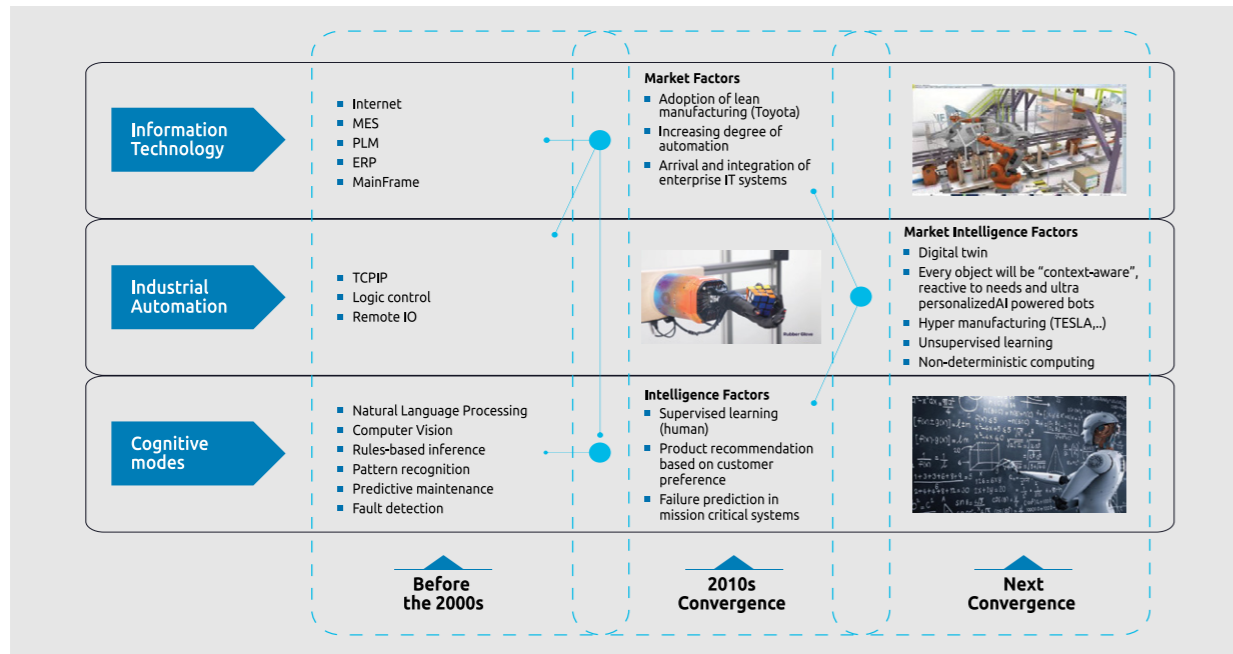 Information
Technology
Internet
MES
PLM
ERP
MainFrame
Market Factors
Adoption of lean
manufacturing (Toyota)
Increasing degree of
automation
Arrival and integration of
enterprise IT systems
Industrial
Automation
TCPIP
Logic control
Remote IO
Market Intelligence Factors
Digital twin
Every object will be “context-aware”,
reactive to needs and ultra
personalizedAI powered bots
Hyper manufacturing (TESLA,..)
Unsupervised learning
Non-deterministic computing
Cognitive
modes
Natural Language Processing
Computer Vision
Rules-based inference
Pattern recognition
Predictive maintenance
Fault detection
Intelligence Factors
Supervised learning
(human)
Product recommendation
based on customer
preference
Failure prediction in
mission critical systems
Before
the 2000s
2010s
Convergence
Next
Convergence